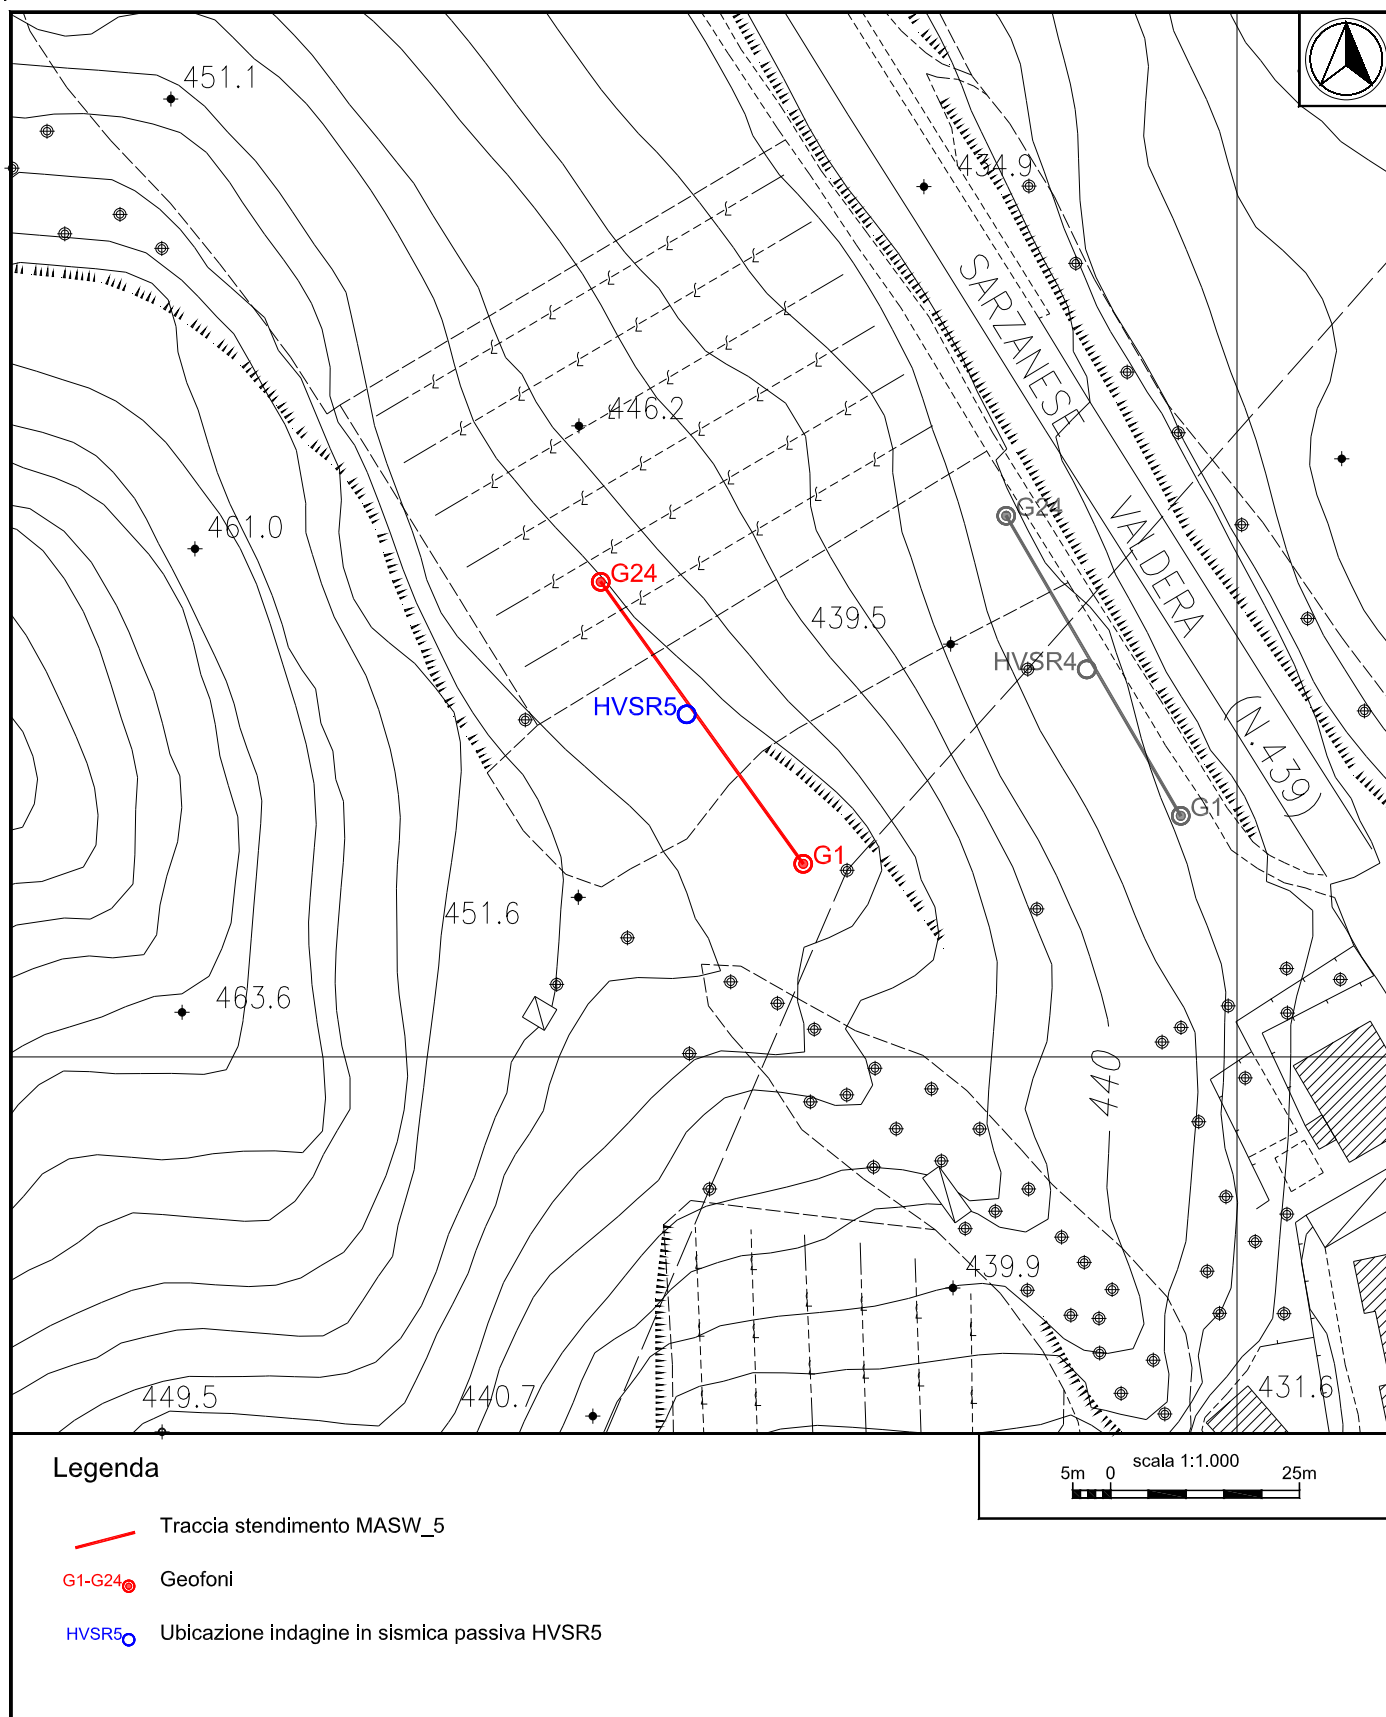 451.1
434.9
SARZANESE
446.2
G24
VALDERA
461.0
G24
439.5
HVSR4
HVSR5
(N.439)
G1
G1
451.6
463.6
440
439.9
449.5
440.7
431.6
Legenda
scala 1:1.000
5m 0 25m
Traccia stendimento MASW_5
G1-G24 Geofoni
HVSR5 Ubicazione indagine in sismica passiva HVSR5